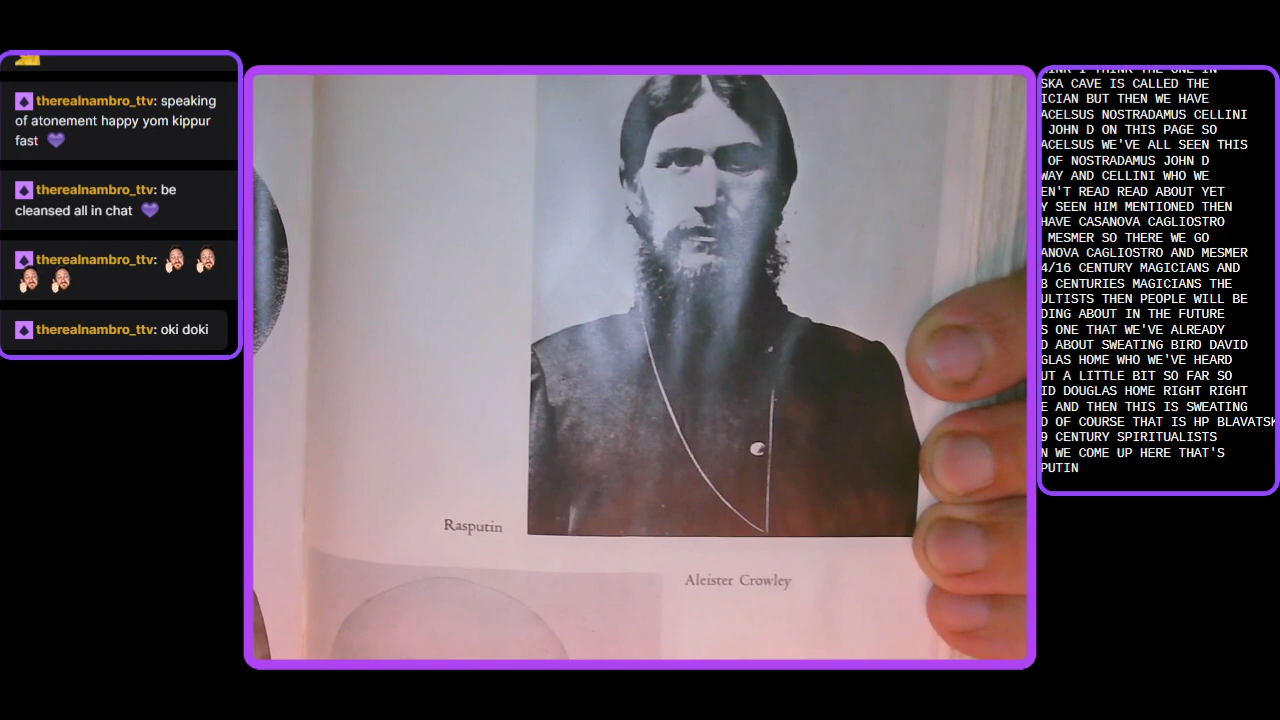 therealnambro_ttv: speaking
of atonement happy yom kippur
fast
therealnambro_ttv: be
cleansed all in chat
therealnambro_ttv:
therealnambro_ttv: oki doki
Rasputin
Aleister Crowley
SKA CAVE IS CALLED THE
ICIAN BUT THEN WE HAVE
ACELSUS NOSTRADAMUS CELLINI
JOHN D ON THIS PAGE SO
ACELSUS WE'VE ALL SEEN THIS
OF NOSTRADAMUS JOHN D
WAY AND CELLINI WHO WE
EN'T READ READ ABOUT YET
Y SEEN HIM MENTIONED THEN
HAVE CASANOVA CAGLIOSTRO
MESMER SO THERE WE GO
ANOVA CAGLIOSTRO AND MESMER
4/16 CENTURY MAGICIANS AND
8 CENTURIES MAGICIANS THE
ULTISTS THEN PEOPLE WILL BE
DING ABOUT IN THE FUTURE
S ONE THAT WE'VE ALREADY
D ABOUT SWEATING BIRD DAVID
GLAS HOME WHO WE'VE HEARD
UT A LITTLE BIT SO FAR SO
ID DOUGLAS HOME RIGHT RIGHT
E AND THEN THIS IS SWEATING
D OF COURSE THAT IS HP BLAVATSK
9 CENTURY SPIRITUALISTS
N WE COME UP HERE THAT'S
PUTIN